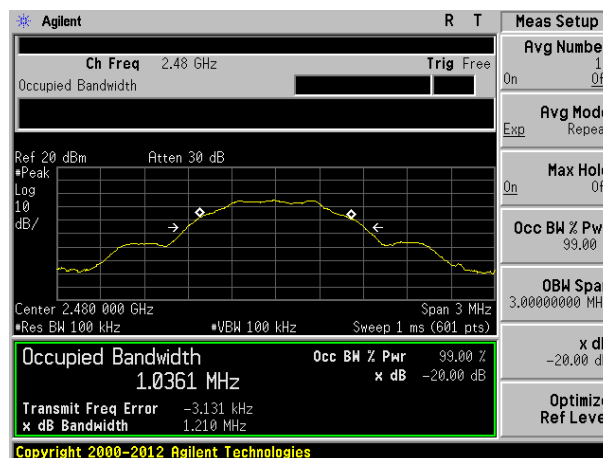 Agilent R T
Ch Freq 2.48 GHz Trig Free
Occupied Bandwidth
Ref 20 dBm Atten 30 dB
#Peak
Log
10
dB/
Center 2.480 000 GHz Span 3 MHz
#Res BW 100 kHz #VBW 100 kHz Sweep 1 ms (601 pts)
Occupied Bandwidth Occ BW % Pwr 99.00 %
1.0361 MHz x dB -20.00 dB
Transmit Freq Error -3.131 kHz
x dB Bandwidth 1.210 MHz
Copyright 2000-2012 Agilent Technologies
Meas Setup
Avg Numbe
1
On Of
Avg Mod
Exp Repea
Max Hol
On Of
Occ BW % Pw
99.00
OBW Spa
3.00000000 MH
x d
-20.00 d
Optimiz
Ref Leve